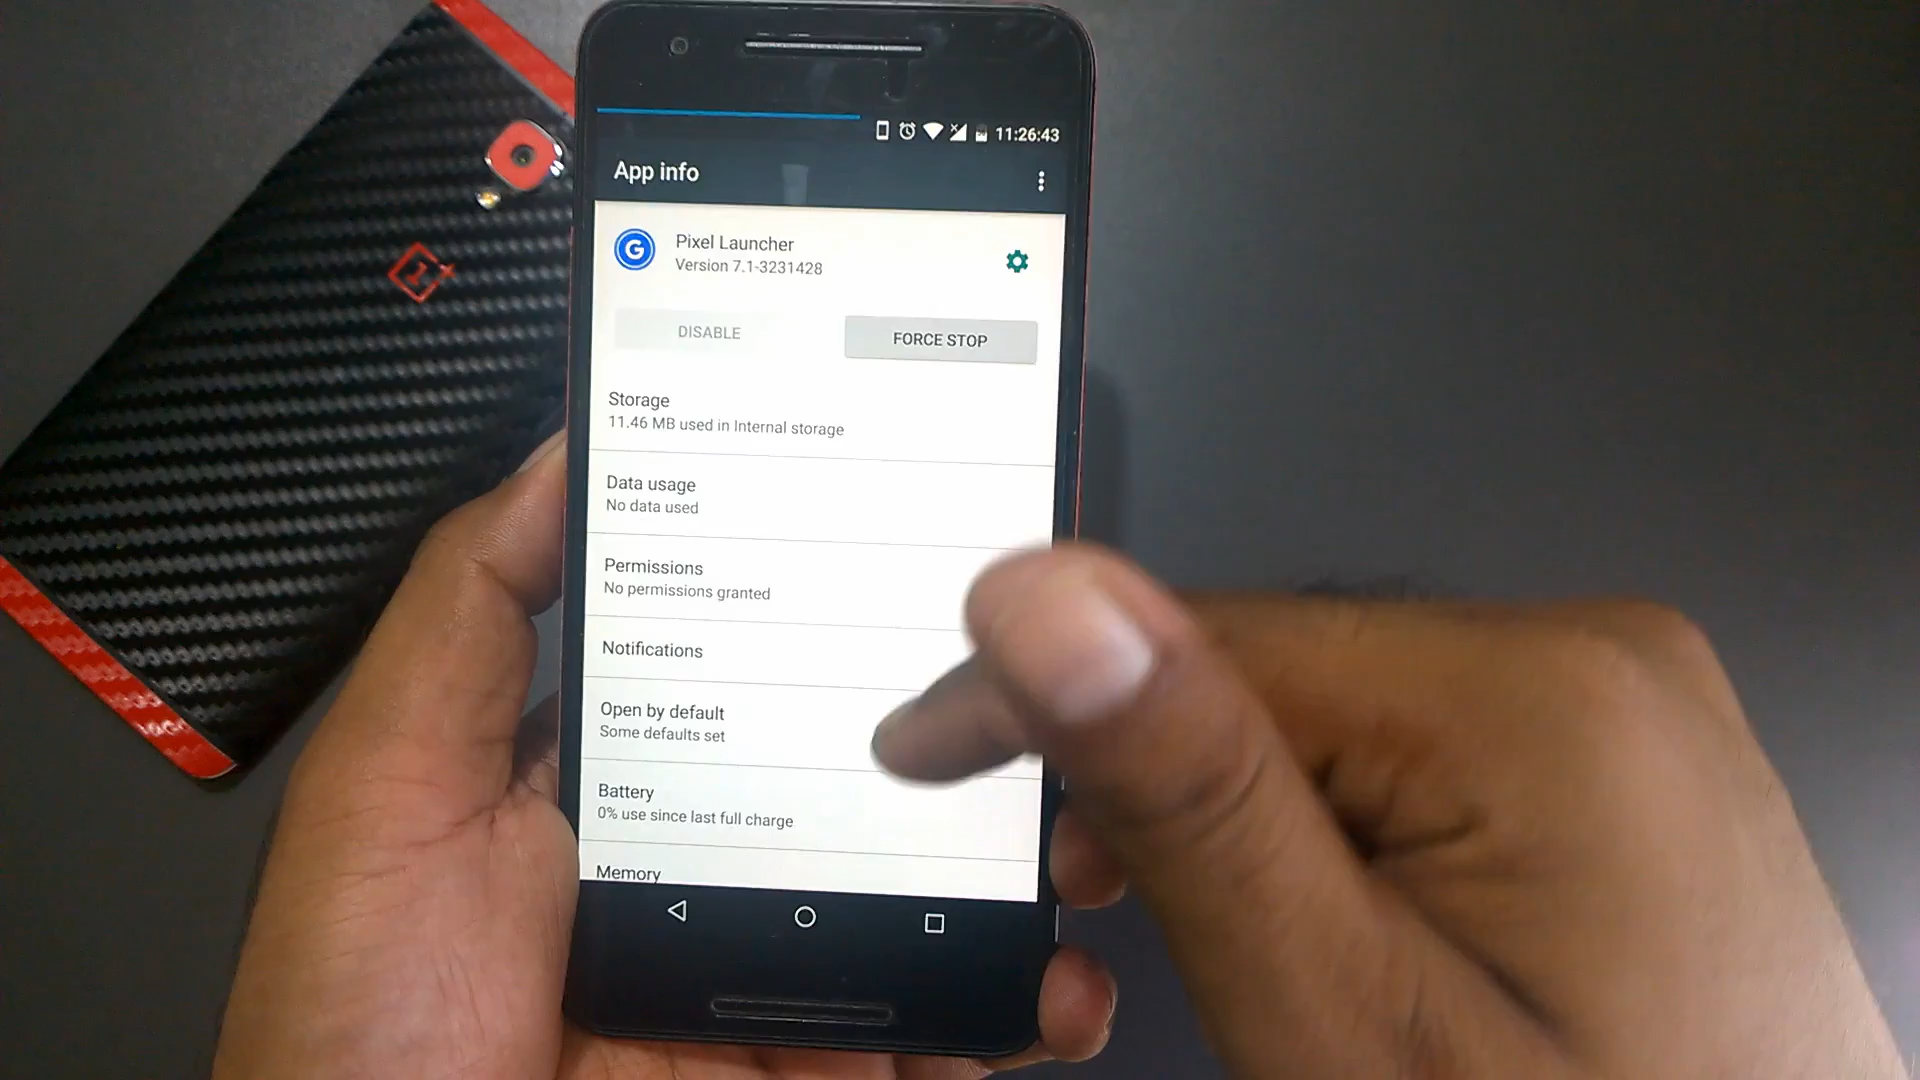 11:26:43
App info
G
Pixel Launcher
Version 7.1-3231428
DISABLE
FORCE STOP
Storage
11.46 MB used in Internal storage
Data usage
No data used
Permissions
No permissions granted
Notifications
Open by default
Some defaults set
Battery
0% use since last full charge
Memory
1+